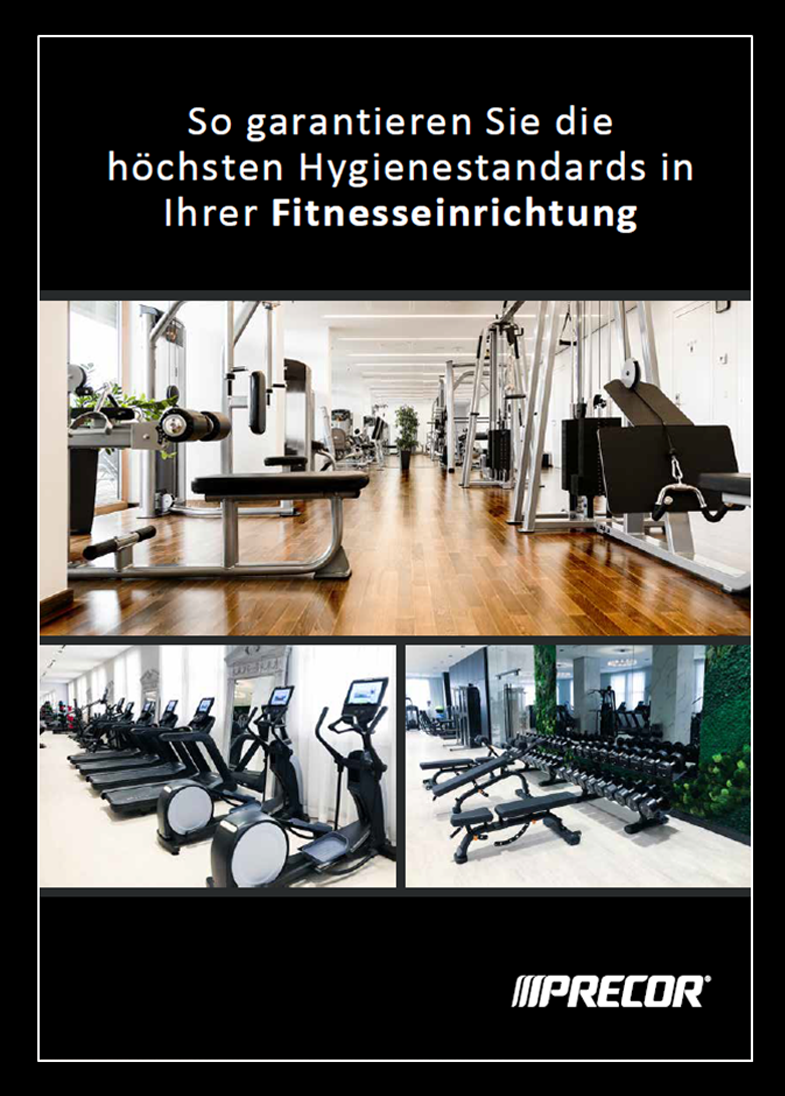 So garantieren Sie die
höchsten Hygienestandards in
Ihrer Fitnesseinrichtung
PRECOR